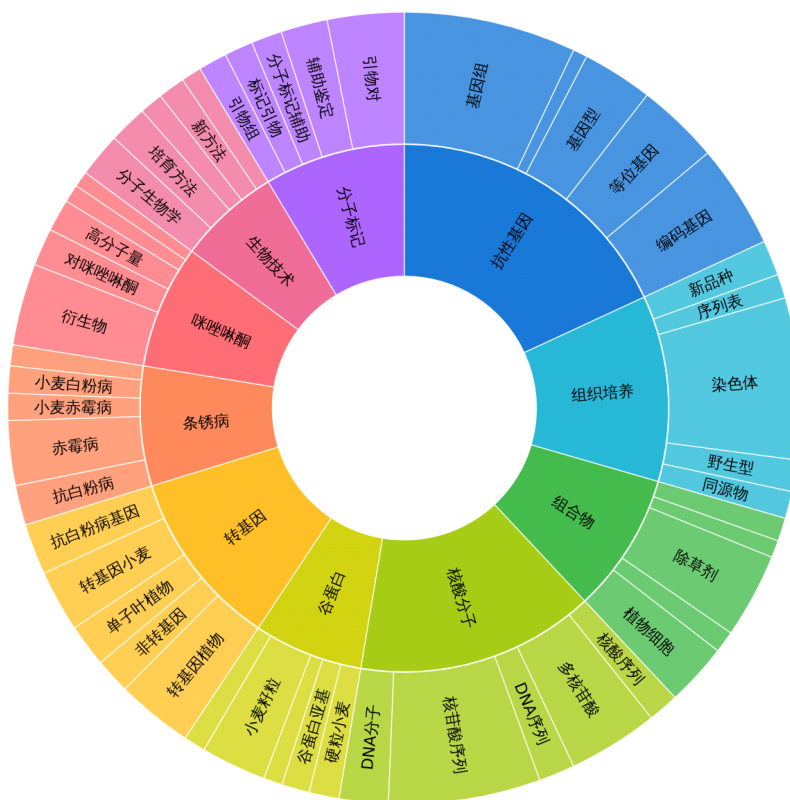 抗性基因
基因组
基因型
等位基因
编码基因
组织培养
新品种
序列表
染色体
野生型
同源物
组合物
除草剂
植物细胞
核酸分子
核酸序列
多核苷酸
DNA序列
核苷酸序列
DNA分子
谷蛋白
硬粒小麦
谷蛋白亚基
小麦籽粒
转基因
转基因植物
非转基因
单子叶植物
转基因小麦
抗白粉病基因
条锈病
抗白粉病
赤霉病
小麦赤霉病
小麦白粉病
咪唑啉酮
衍生物
对咪唑啉酮
高分子量
生物技术
分子生物学
培育方法
新方法
分子标记
引物组
标记引物
分子标记辅助
辅助鉴定
引物对